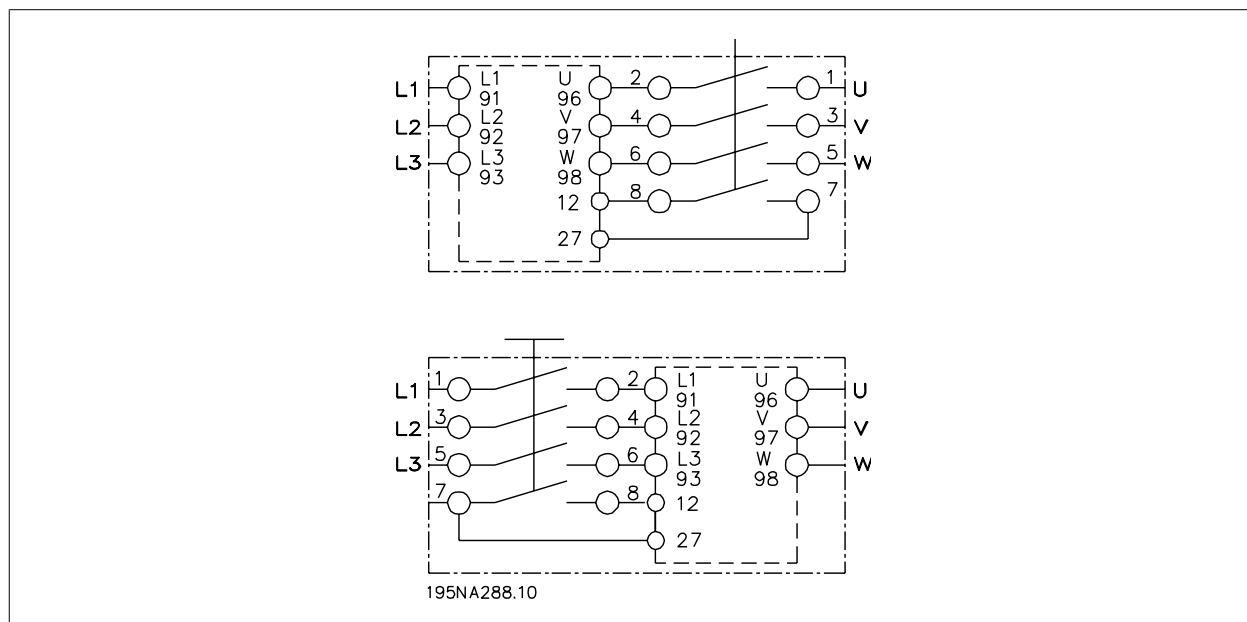 L1 L1 U 2 1 U
91 96
L2 L2 V 4 3 V
92 97
L3 L3 W 6 5 W
93 98
12 8 7
27
L1 1 2 L1 U U
91 96
L2 3 4 L2 V V
92 97
L3 5 6 L3 W W
93 98
7 8 12
27
195NA288.10